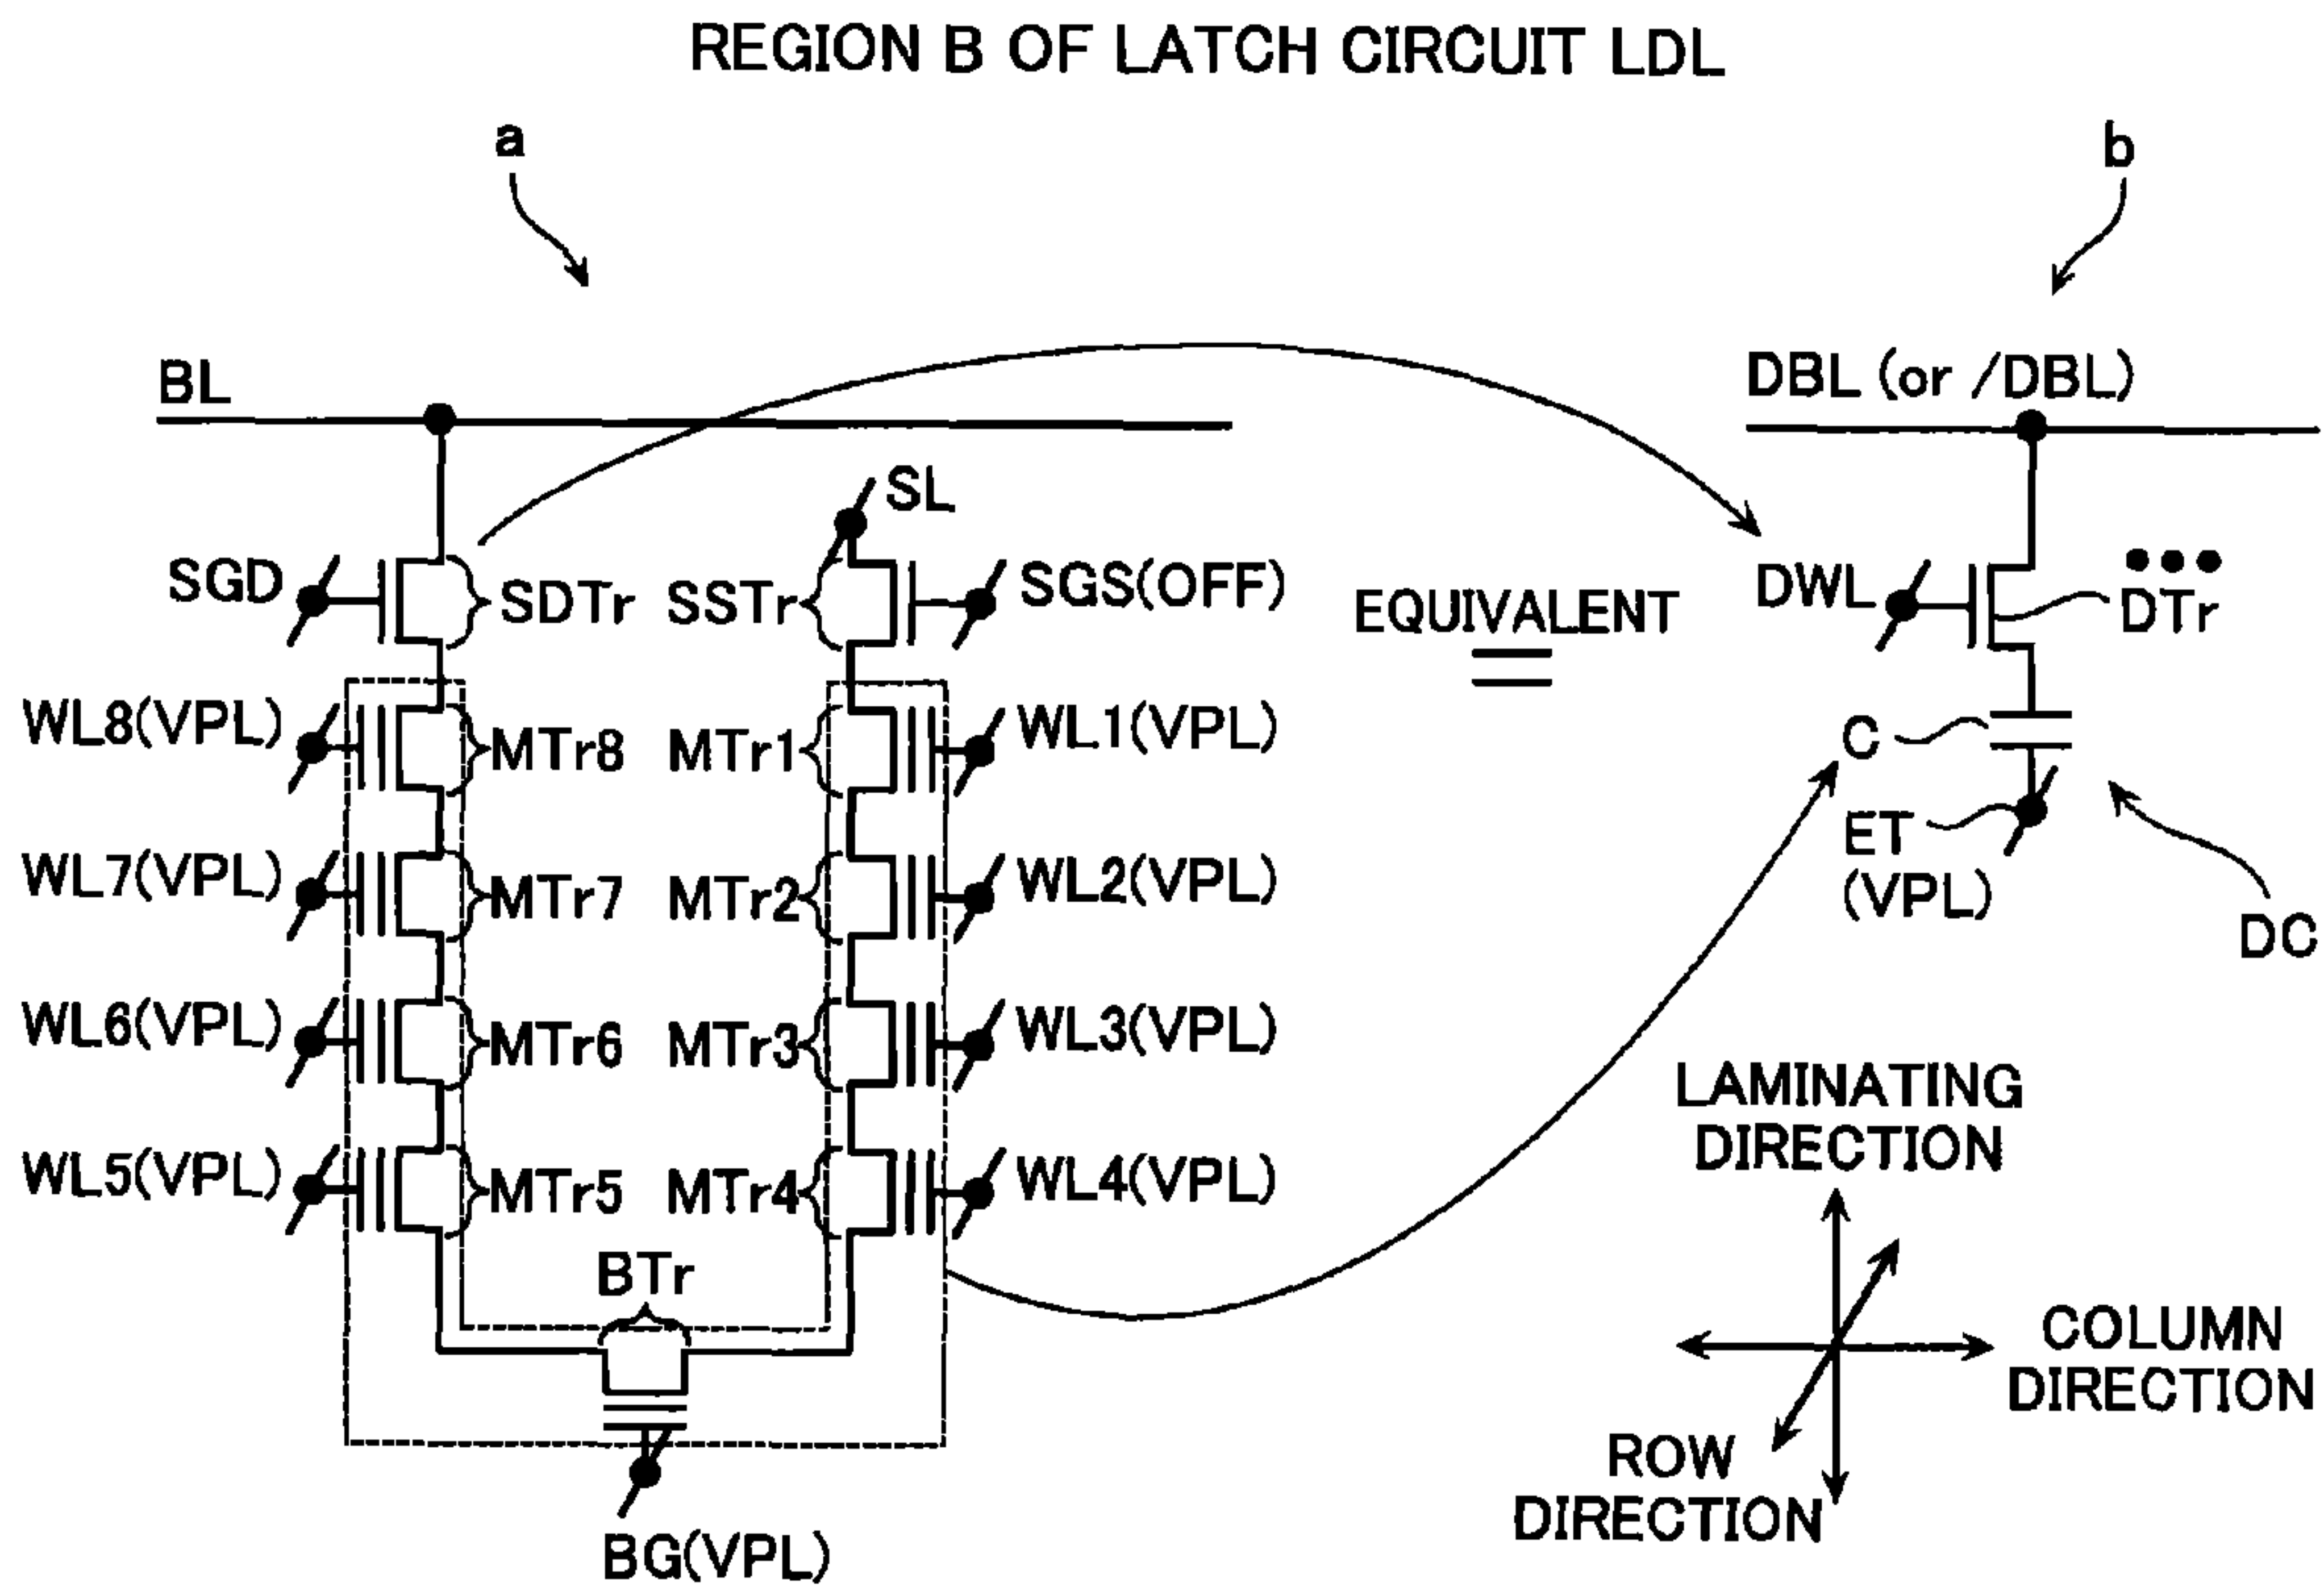 REGION B OF LATCH CIRCUIT LDL
a
b
BL
DBL (or /DBL)
SL
SGD
SDTr
SSTr
SGS(OFF)
EQUIVALENT
DWL
DTr
WL8(VPL)
MTr8
MTr1
WL1(VPL)
C
ET
(VPL)
DC
WL7(VPL)
MTr7
MTr2
WL2(VPL)
WL6(VPL)
MTr6
MTr3
WL3(VPL)
WL5(VPL)
MTr5
MTr4
WL4(VPL)
BTr
BG(VPL)
LAMINATING
DIRECTION
COLUMN
DIRECTION
ROW
DIRECTION